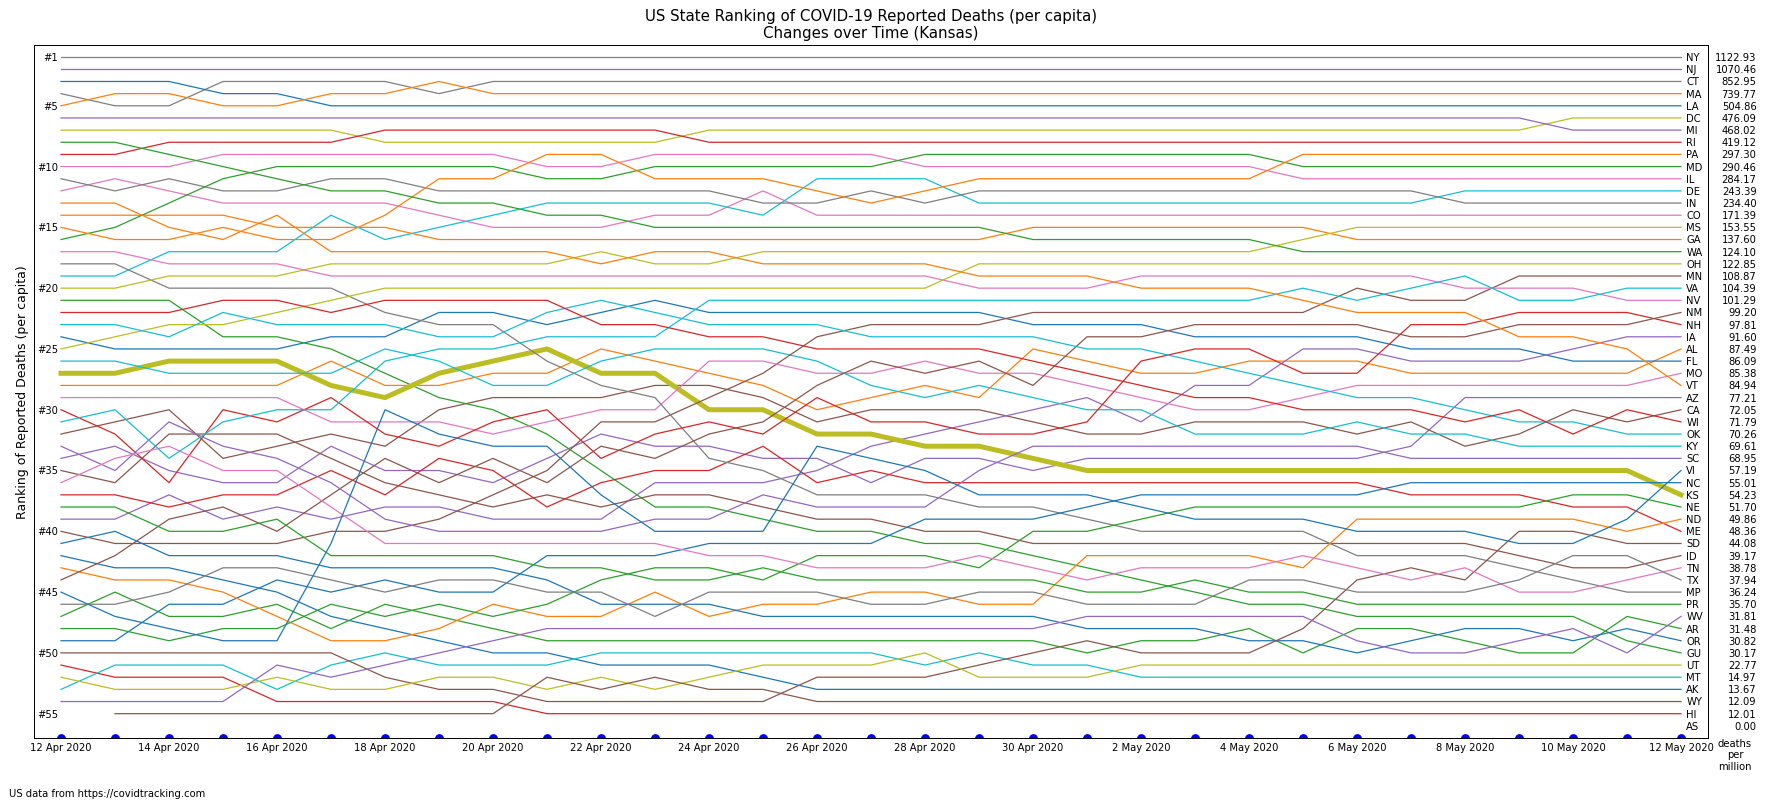 US State Ranking of COVID-19 Reported Deaths (per capita)
Changes over Time (Kansas)
Ranking of Reported Deaths (per capita)
#1
#5
#10
#15
#20
#25
#30
#35
#40
#45
#50
#55
NY 1122.93
NJ 1070.46
CT 852.95
MA 739.77
LA 504.86
DC 476.09
MI 468.02
RI 419.12
PA 297.30
MD 290.46
IL 284.17
DE 243.39
IN 234.40
CO 171.39
MS 153.55
GA 137.60
WA 124.10
OH 122.85
MN 108.87
VA 104.39
NV 101.29
NM 99.20
NH 97.81
IA 91.60
AL 87.49
FL 86.09
MO 85.38
VT 84.94
AZ 77.21
CA 72.05
WI 71.79
OK 70.26
KY 69.61
SC 68.95
VI 57.19
NC 55.01
KS 54.23
NE 51.70
ND 49.86
ME 48.36
SD 44.08
ID 39.17
TN 38.78
TX 37.94
MP 36.24
PR 35.70
WV 31.81
AR 31.48
OR 30.82
GU 30.17
UT 22.77
MT 14.97
AK 13.67
WY 12.09
HI 12.01
AS 0.00
12 Apr 2020 14 Apr 2020 16 Apr 2020 18 Apr 2020 20 Apr 2020 22 Apr 2020 24 Apr 2020 26 Apr 2020 28 Apr 2020 30 Apr 2020 2 May 2020 4 May 2020 6 May 2020 8 May 2020 10 May 2020 12 May 2020
deaths
per
million
US data from https://covidtracking.com